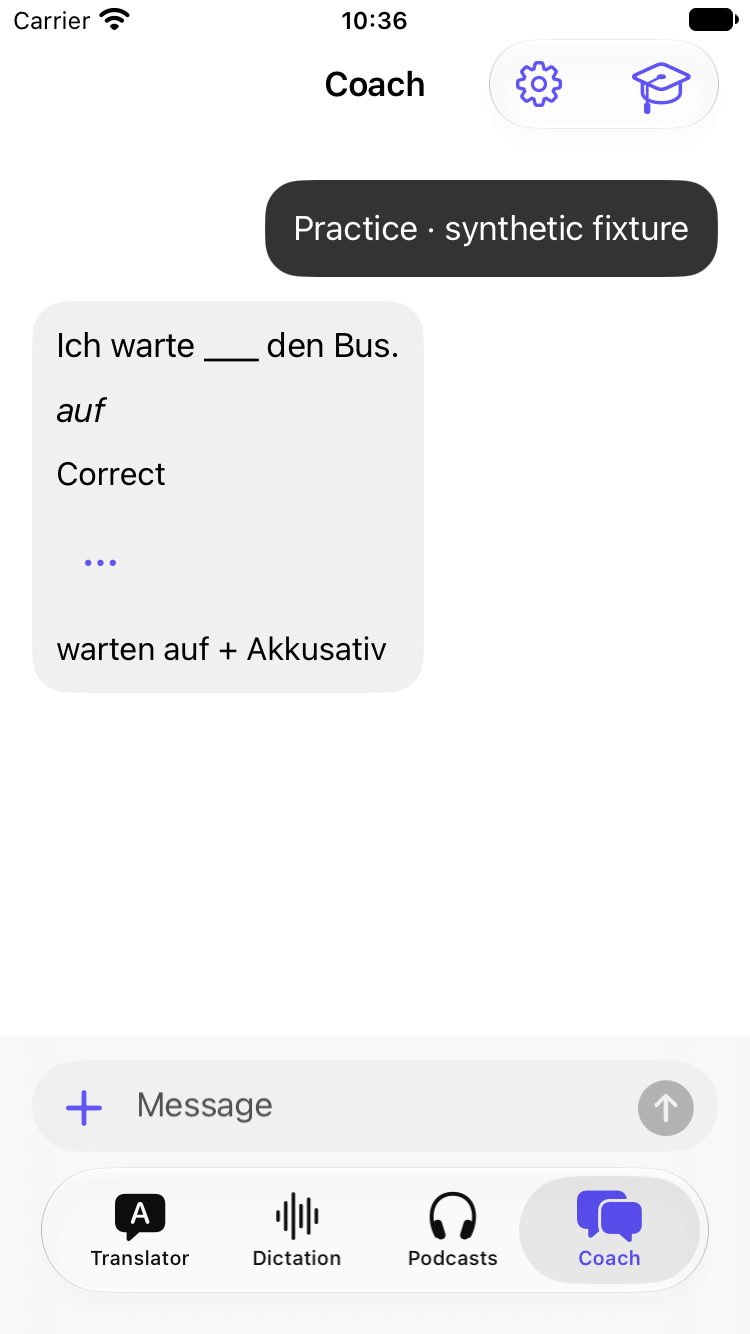 Carrier
10:36
Coach
Practice · synthetic fixture
Ich warte ___ den Bus.
auf
Correct
...
warten auf + Akkusativ
Message
A
Translator
Dictation
Podcasts
Coach